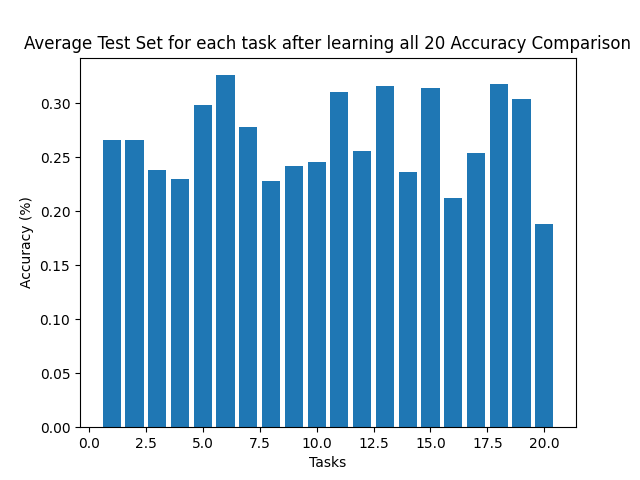 Average Test Set for each task after learning all 20 Accuracy Comparison
Accuracy (%)
0.30
0.25
0.20
0.15
0.10
0.05
0.00
0.0 2.5 5.0 7.5 10.0 12.5 15.0 17.5 20.0
Tasks